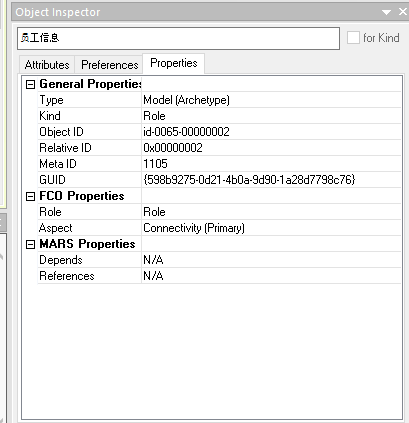 Object Inspector
员工信息
for Kind
Attributes Preferences Properties
General Properties
Type Model (Archetype)
Kind Role
Object ID id-0065-00000002
Relative ID 0x00000002
Meta ID 1105
GUID {598b9275-0d21-4b0a-9d90-1a28d7798c76}
FCO Properties
Role Role
Aspect Connectivity (Primary)
MARS Properties
Depends N/A
References N/A